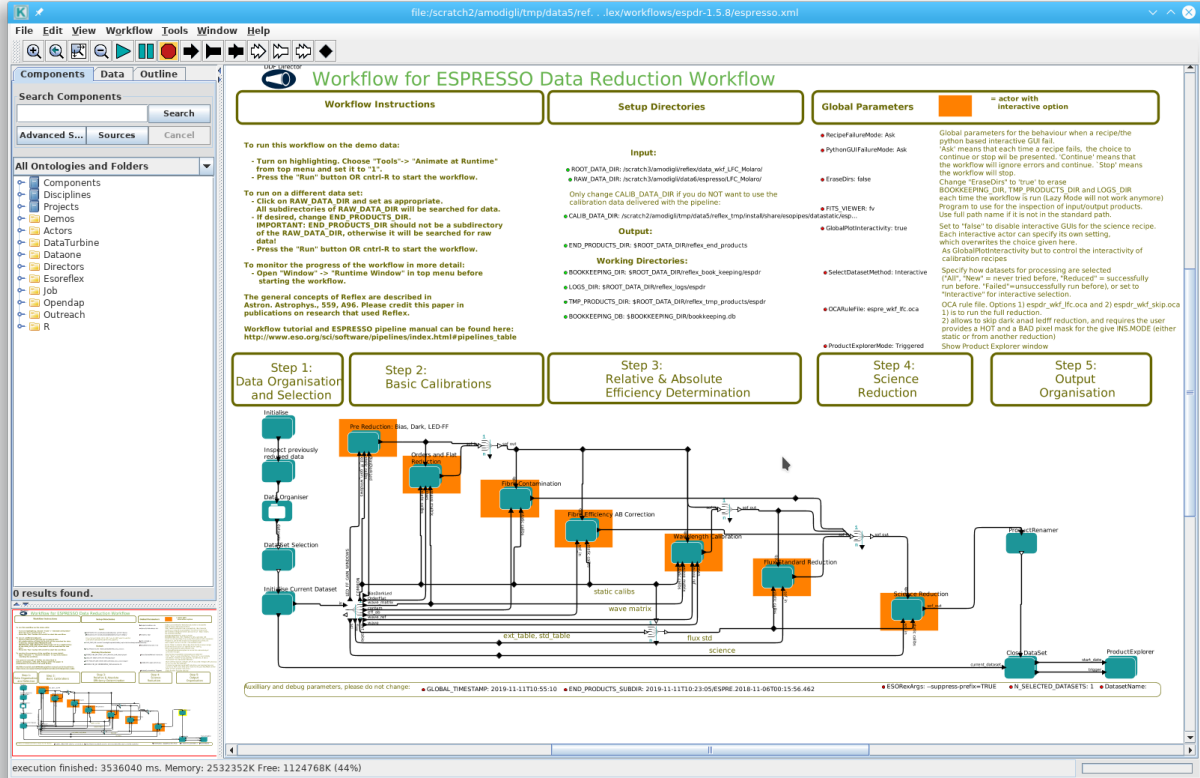 file:/scratch2/amodigli/tmp/data5/ref. . .lex/workflows/espdr-1.5.8/espresso.xml
File Edit View Workflow Tools Window Help
Components Data Outline
Search Components
Search
Advanced S... Sources Cancel
All Ontologies and Folders
Components
Disciplines
Projects
Demos
Actors
DataTurbine
Dataone
Directors
Esoreflex
Job
Opendap
Outreach
R
0 results found.
DDF Director
Workflow for ESPRESSO Data Reduction Workflow
Workflow Instructions
Setup Directories
Global Parameters
= actor with
interactive option
To run this workflow on the demo data:
- Turn on highlighting. Choose "Tools"-> "Animate at Runtime"
from top menu and set it to "1".
- Press the "Run" button OR cntrl-R to start the workflow.
To run on a different data set:
- Click on RAW_DATA_DIR and set as appropriate.
All subdirectories of RAW_DATA_DIR will be searched for data.
- If desired, change END_PRODUCTS_DIR.
IMPORTANT: END_PRODUCTS_DIR should not be a subdirectory
of the RAW_DATA_DIR, otherwise it will be searched for raw
data!
- Press the "Run" button OR cntrl-R to start the workflow.
To monitor the progress of the workflow in more detail:
- Open "Window" -> "Runtime Window" in top menu before
starting the workflow.
The general concepts of Reflex are described in
Astron. Astrophys., 559, A96. Please credit this paper in
publications on research that used Reflex.
Workflow tutorial and ESPRESSO pipeline manual can be found here:
http://www.eso.org/sci/software/pipelines/index.html#pipelines_table
Input:
ROOT_DATA_DIR: /scratch3/amodigli/reflex/data_wkf_LFC_Molaro/
RAW_DATA_DIR: /scratch3/amodigli/data6/espresso/LFC_Molaro/
Only change CALIB_DATA_DIR if you do NOT want to use the
calibration data delivered with the pipeline:
CALIB_DATA_DIR: /scratch2/amodigli/tmp/data5/reflex_tmp/install/share/esopipes/datastatic/esp...
Output:
END_PRODUCTS_DIR: $ROOT_DATA_DIR/reflex_end_products
Working Directories:
BOOKKEEPING_DIR: $ROOT_DATA_DIR/reflex_book_keeping/espdr
LOGS_DIR: $ROOT_DATA_DIR/reflex_logs/espdr
TMP_PRODUCTS_DIR: $ROOT_DATA_DIR/reflex_tmp_products/espdr
BOOKKEEPING_DB: $BOOKKEEPING_DIR/bookkeeping.db
RecipeFailureMode: Ask
PythonGUIFailureMode: Ask
EraseDirs: false
FITS_VIEWER: fv
GlobalPlotInteractivity: true
SelectDatasetMethod: Interactive
OCARuleFile: espre_wkf_lfc.oca
ProductExplorerMode: Triggered
Global parameters for the behaviour when a recipe/the
python based interactive GUI fail.
'Ask' means that each time a recipe fails, the choice to
continue or stop wil be presented. 'Continue' means that
the workflow will ignore errors and continue. `Stop' means
the workflow will stop.
Change "EraseDirs" to 'true' to erase
BOOKKEEPING_DIR, TMP_PRODUCTS_DIR and LOGS_DIR
each time the workflow is run (Lazy Mode will not work anymore)
Program to use for the inspection of input/output products.
Use full path name if it is not in the standard path.
Set to "false" to disable interactive GUIs for the science recipe.
Each interactive actor can specify its own setting,
which overwrites the choice given here.
As GlobalPlotInteractivity but to control the interactivity of
calibration recipes
Specify how datasets for processing are selected
("All", "New" = never tried before, "Reduced" = successfully
run before. "Failed"=unsuccessfully run before), or set to
"Interactive" for interactive selection.
OCA rule file. Options 1) espdr_wkf_lfc.oca and 2) espdr_wkf_skip.oca
1) is to run the full reduction.
2) allows to skip dark anad ledff reduction, and requires the user
provides a HOT and a BAD pixel mask for the give INS.MODE (either
static or from another reduction)
Show Product Explorer window
Step 1:
Data Organisation
and Selection
Step 2:
Basic Calibrations
Step 3:
Relative & Absolute
Efficiency Determination
Step 4:
Science
Reduction
Step 5:
Output
Organisation
Initialise
Inspect previously
reduced data
Data Organiser
DataSet Selection
Initialise Current Dataset
Pre Reduction: Bias, Dark, LED-FF
Orders and Flat
Reduction
Fibre Contamination
Fibre Efficiency AB Correction
Wavelength Calibration
Flux Standard Reduction
Science Reduction
ProductRenamer
static calibs
wave matrix
ext_table, std_table
flux std
science
Close DataSet
ProductExplorer
current_dataset
start_date
trigger
Auxilliary and debug parameters, please do not change:
GLOBAL_TIMESTAMP: 2019-11-11T10:55:10
END_PRODUCTS_SUBDIR: 2019-11-11T10:23:05/ESPRE.2018-11-06T00:15:56.462
ESORexArgs: --suppress-prefix=TRUE
N_SELECTED_DATASETS: 1
DatasetName:
execution finished: 3536040 ms. Memory: 2532352K Free: 1124768K (44%)